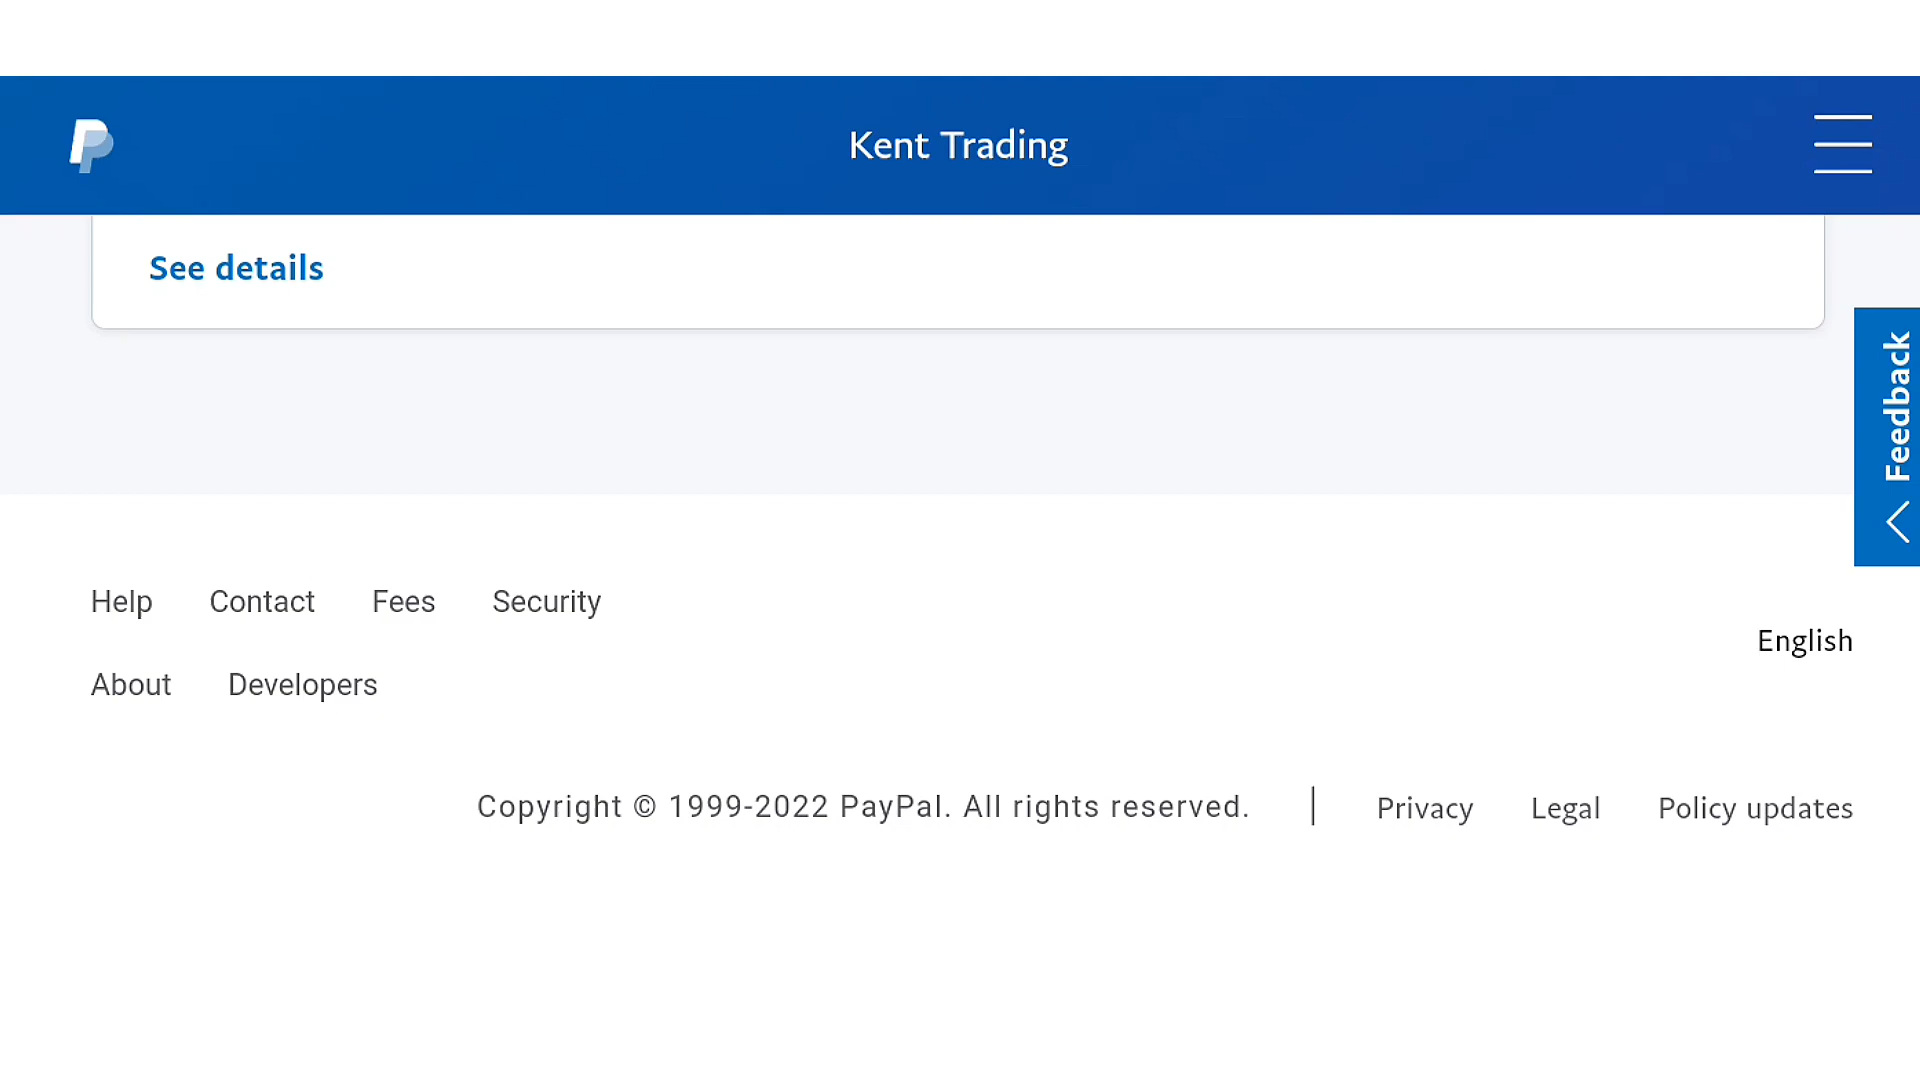 Kent Trading
See details
Feedback
Help Contact Fees Security
English
About Developers
Copyright © 1999-2022 PayPal. All rights reserved. | Privacy Legal Policy updates